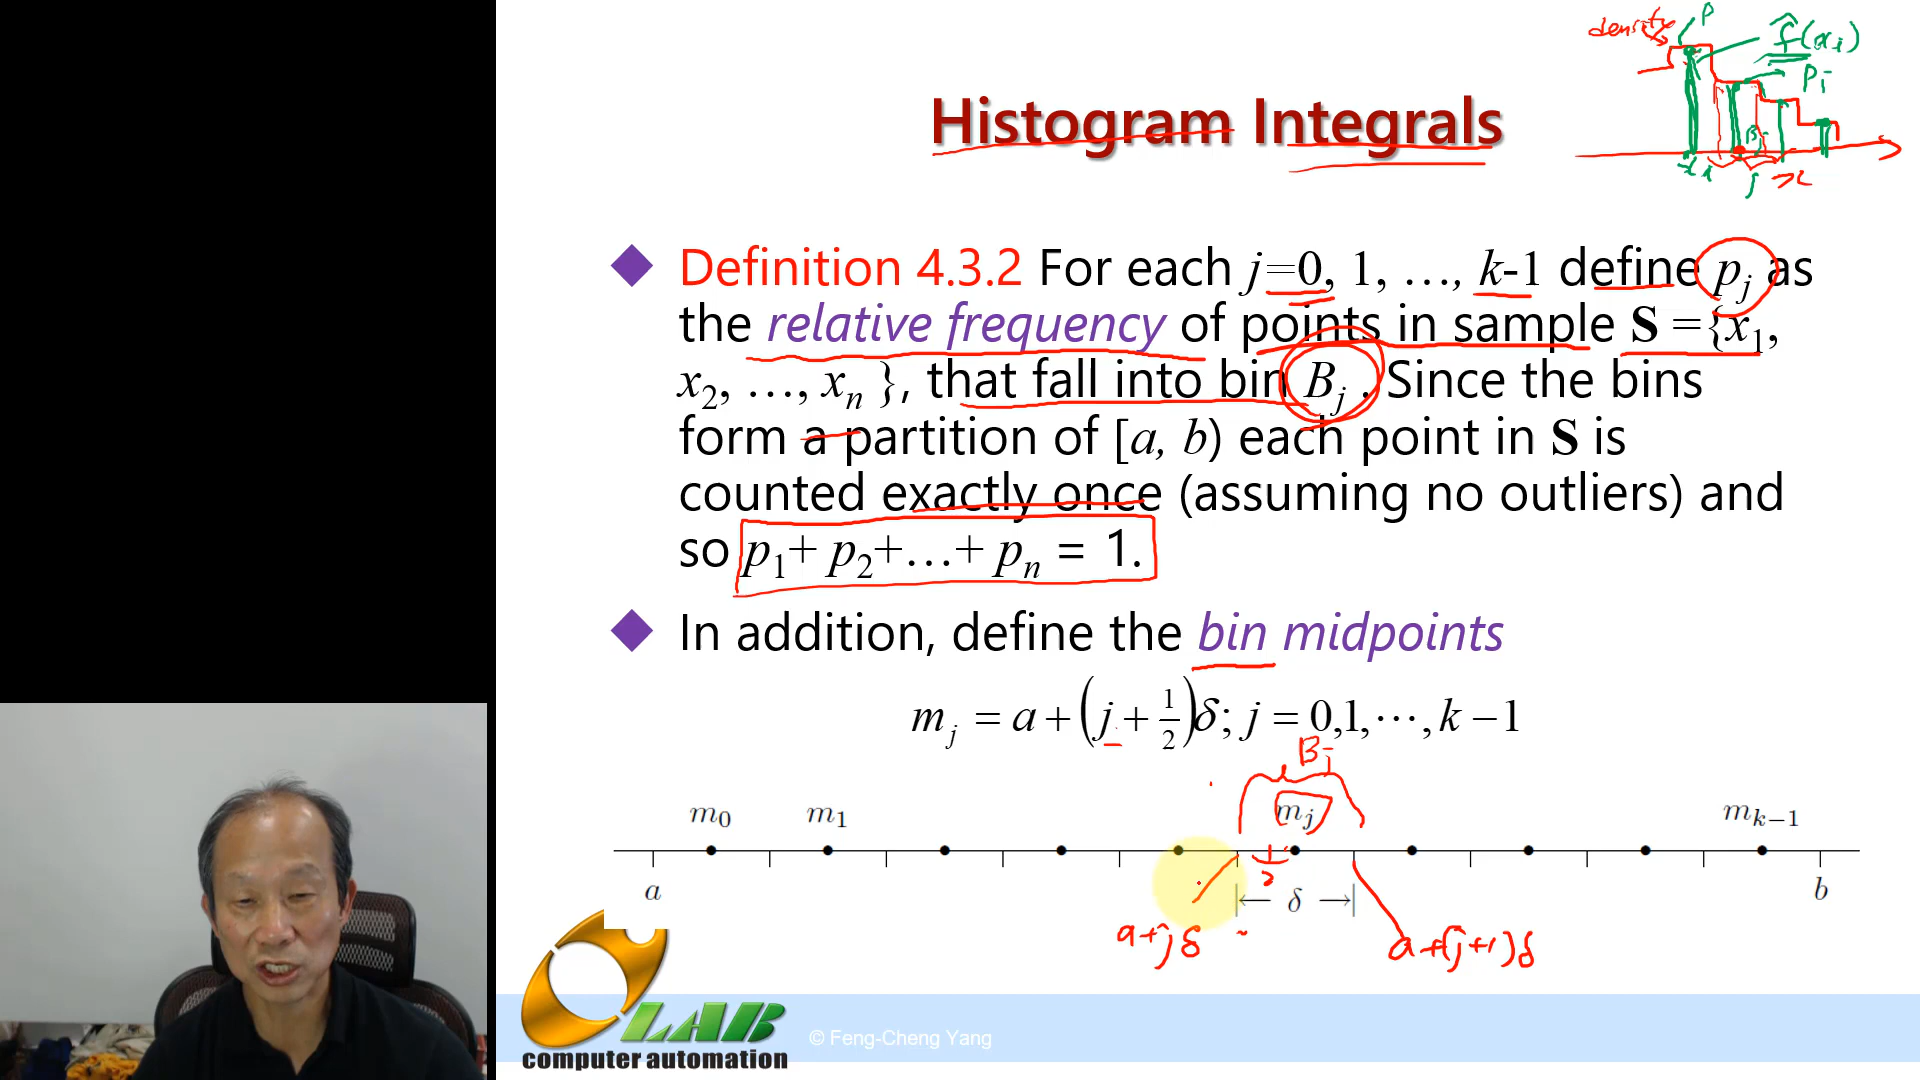 density
P
f̂(x_i)
P_j
Histogram Integrals
B_j
x_i
j
x
Definition 4.3.2 For each j=0, 1, …, k-1 define p_j as
the relative frequency of points in sample S ={x_1,
x_2, …, x_n }, that fall into bin B_j . Since the bins
form a partition of [a, b) each point in S is
counted exactly once (assuming no outliers) and
so p_1+ p_2+…+ p_n = 1.
In addition, define the bin midpoints
m_j = a + (j + 1/2)δ; j = 0,1,⋯, k − 1
B_j
m_0 m_1 m_j m_{k−1}
1/2
a δ b
a+jδ a+(j+1)δ
LAB
computer automation
© Feng-Cheng Yang